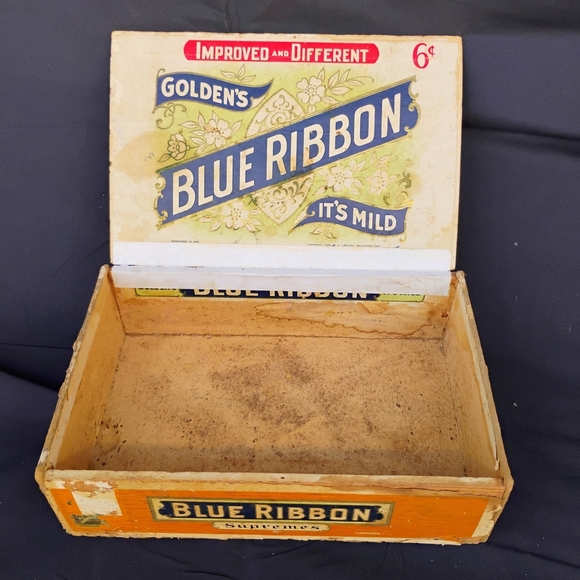 IMPROVED AND DIFFERENT
6¢
GOLDEN'S
BLUE RIBBON
IT'S MILD
BLUE RIBBON
BLUE RIBBON
Supremes